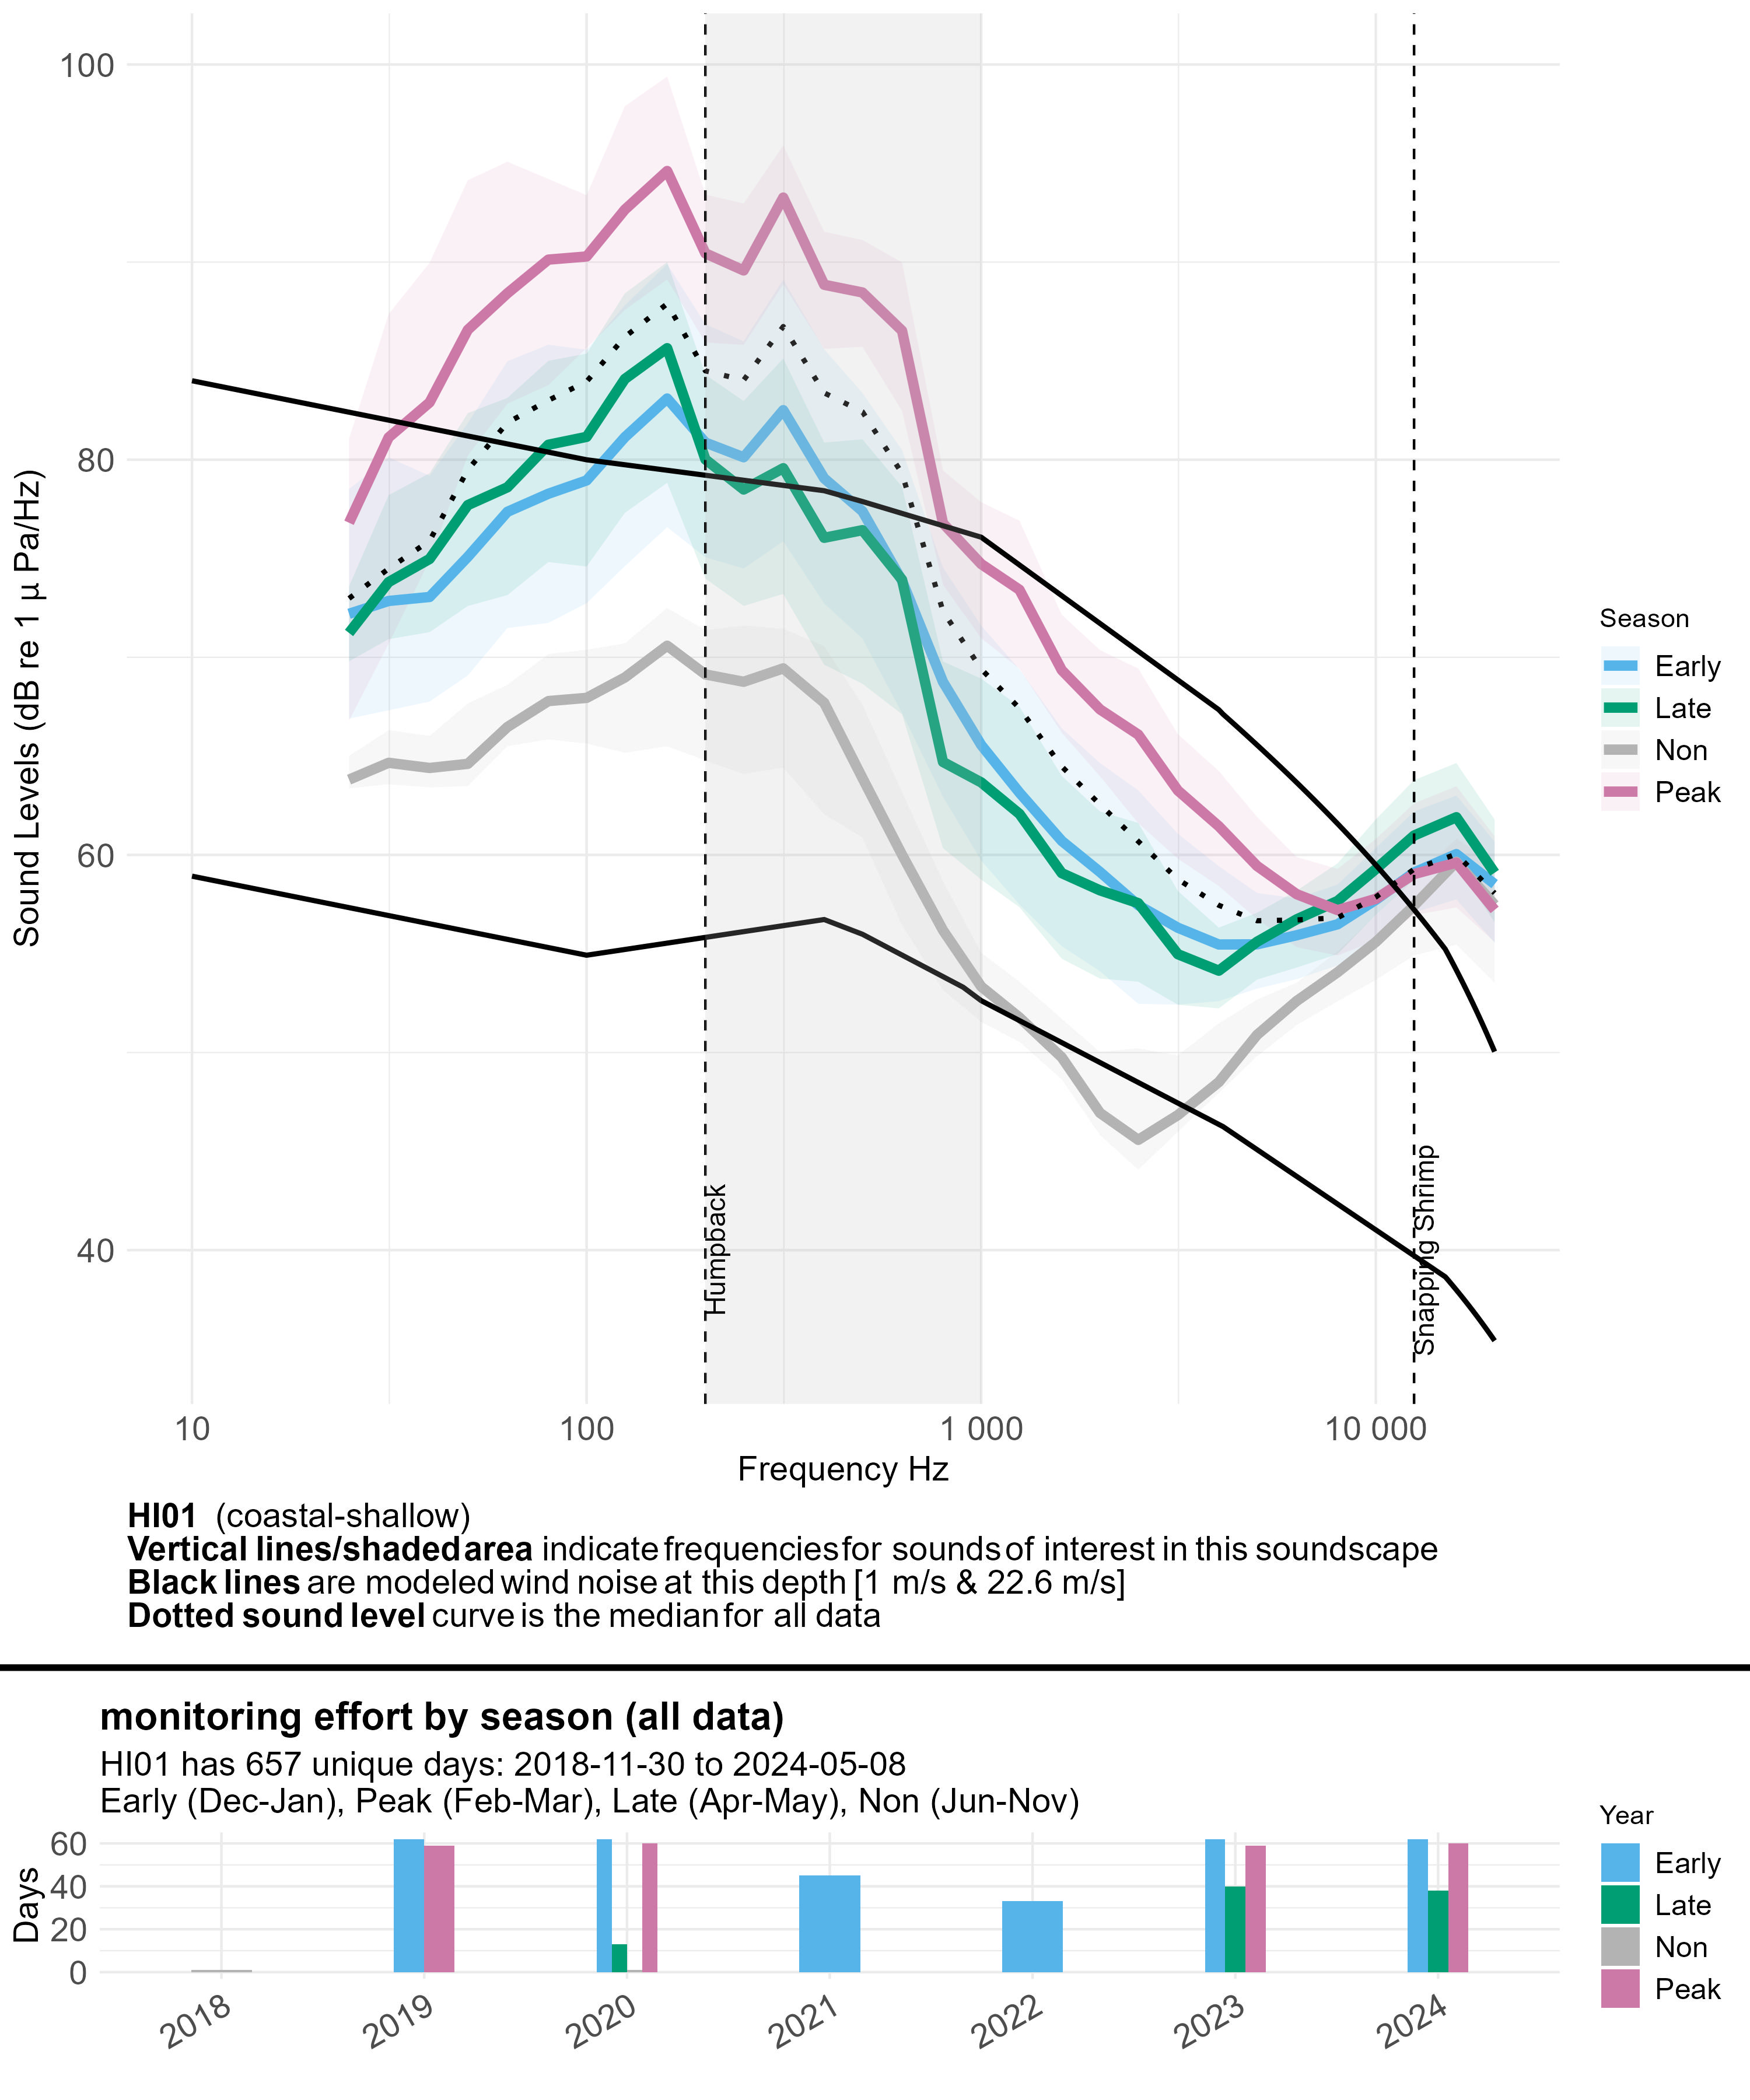 100
80
60
40
Sound Levels (dB re 1 µ Pa/Hz)
Humpback
Snapping Shrimp
10
100
1 000
10 000
Frequency Hz
Season
Early
Late
Non
Peak
HI01 (coastal-shallow)
Vertical lines/shaded area indicate frequencies for sounds of interest in this soundscape
Black lines are modeled wind noise at this depth [1 m/s & 22.6 m/s]
Dotted sound level curve is the median for all data
monitoring effort by season (all data)
HI01 has 657 unique days: 2018-11-30 to 2024-05-08
Early (Dec-Jan), Peak (Feb-Mar), Late (Apr-May), Non (Jun-Nov)
60
40
20
0
Days
2018
2019
2020
2021
2022
2023
2024
Year
Early
Late
Non
Peak